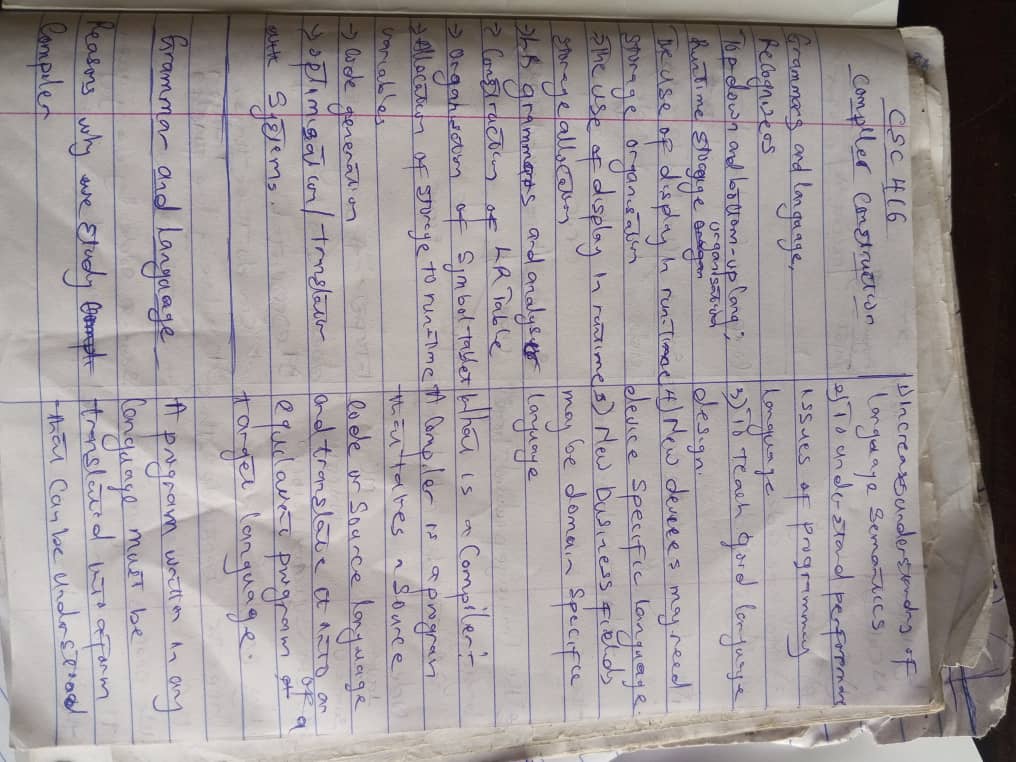 CSC 416
Compiler Construction
Grammars and language,
Recognizers
Top-down and bottom-up lang;
Runtime storage organisation
The use of display in run-time
storage organisation
→The use of display in runtime
storage allocation
→LR grammars and analyser
→ Construction of LR Table
→ Organisation of Symbol tablet
→Allocation of storage to run-time
variables
→ Code generation
→ optimisation/translation
Systems.
Grammar and Language
Reasons why we study
Compiler
1) Increases understanding of
language semantics
2) To understand performance
issues of programming
language
3) To teach good language
design.
4) New devices may need
device specific language.
5) New business fields
may be domain specific
language
What is a Compiler:-
A Compiler is a program
that takes a source
code or source language
and translate it into an
equivalent program of a
target language.
A program written in any
language must be
translated into a form
that can be understood